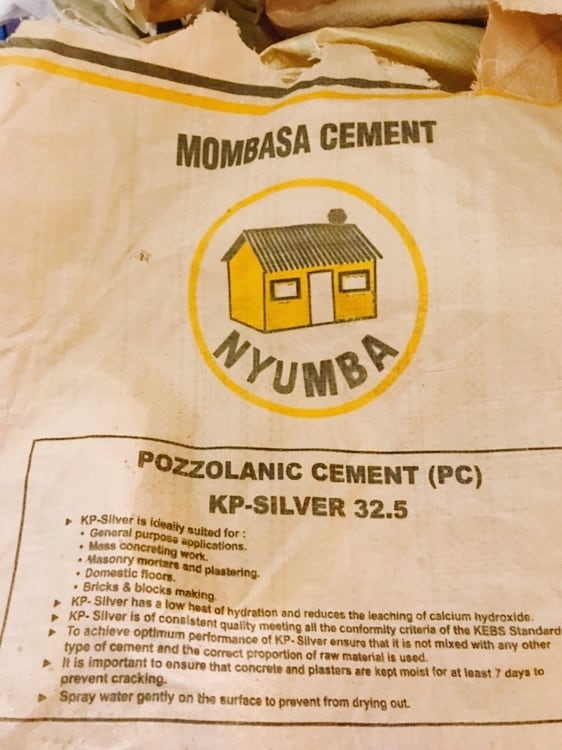 MOMBASA CEMENT
NYUMBA
POZZOLANIC CEMENT (PC)
KP-SILVER 32.5
▸ KP-Silver is ideally suited for :
• General purpose applications.
• Mass concreting work.
• Masonry mortars and plastering.
• Domestic floors.
• Bricks & blocks making.
▸ KP- Silver has a low heat of hydration and reduces the leaching of calcium hydroxide.
▸ KP- Silver is of consistent quality meeting all the conformity criteria of the KEBS Standard
▸ To achieve optimum performance of KP- Silver ensure that it is not mixed with any other
type of cement and the correct proportion of raw material is used.
▸ It is important to ensure that concrete and plasters are kept moist for at least 7 days to
prevent cracking.
▸ Spray water gently on the surface to prevent from drying out.